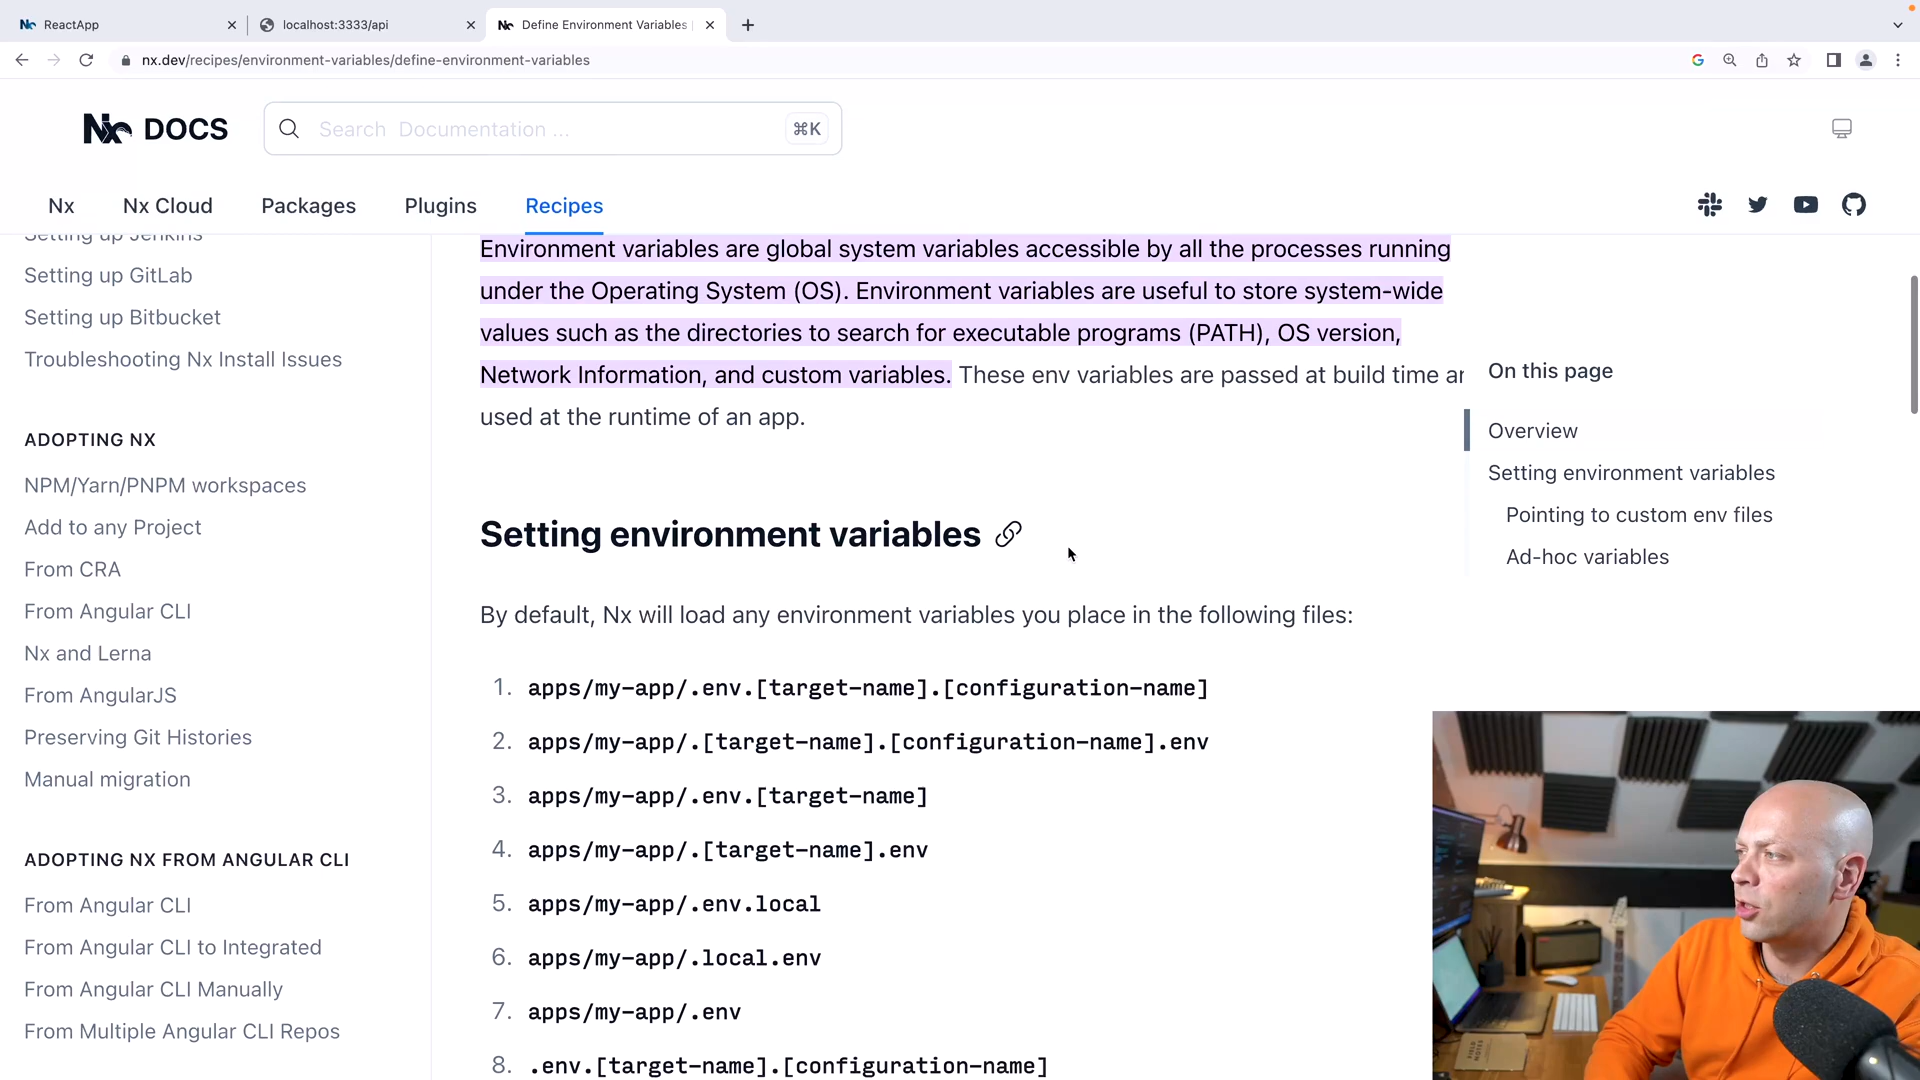 ReactApp
localhost:3333/api
Define Environment Variables
nx.dev/recipes/environment-variables/define-environment-variables
Nx DOCS
Search Documentation ...
⌘K
Nx
Nx Cloud
Packages
Plugins
Recipes
Setting up Jenkins
Setting up GitLab
Setting up Bitbucket
Troubleshooting Nx Install Issues
ADOPTING NX
NPM/Yarn/PNPM workspaces
Add to any Project
From CRA
From Angular CLI
Nx and Lerna
From AngularJS
Preserving Git Histories
Manual migration
ADOPTING NX FROM ANGULAR CLI
From Angular CLI
From Angular CLI to Integrated
From Angular CLI Manually
From Multiple Angular CLI Repos
Environment variables are global system variables accessible by all the processes running
under the Operating System (OS). Environment variables are useful to store system-wide
values such as the directories to search for executable programs (PATH), OS version,
Network Information, and custom variables. These env variables are passed at build time
used at the runtime of an app.
Setting environment variables
By default, Nx will load any environment variables you place in the following files:
1. apps/my-app/.env.[target-name].[configuration-name]
2. apps/my-app/.[target-name].[configuration-name].env
3. apps/my-app/.env.[target-name]
4. apps/my-app/.[target-name].env
5. apps/my-app/.env.local
6. apps/my-app/.local.env
7. apps/my-app/.env
8. .env.[target-name].[configuration-name]
On this page
Overview
Setting environment variables
Pointing to custom env files
Ad-hoc variables
FIELD NOTES